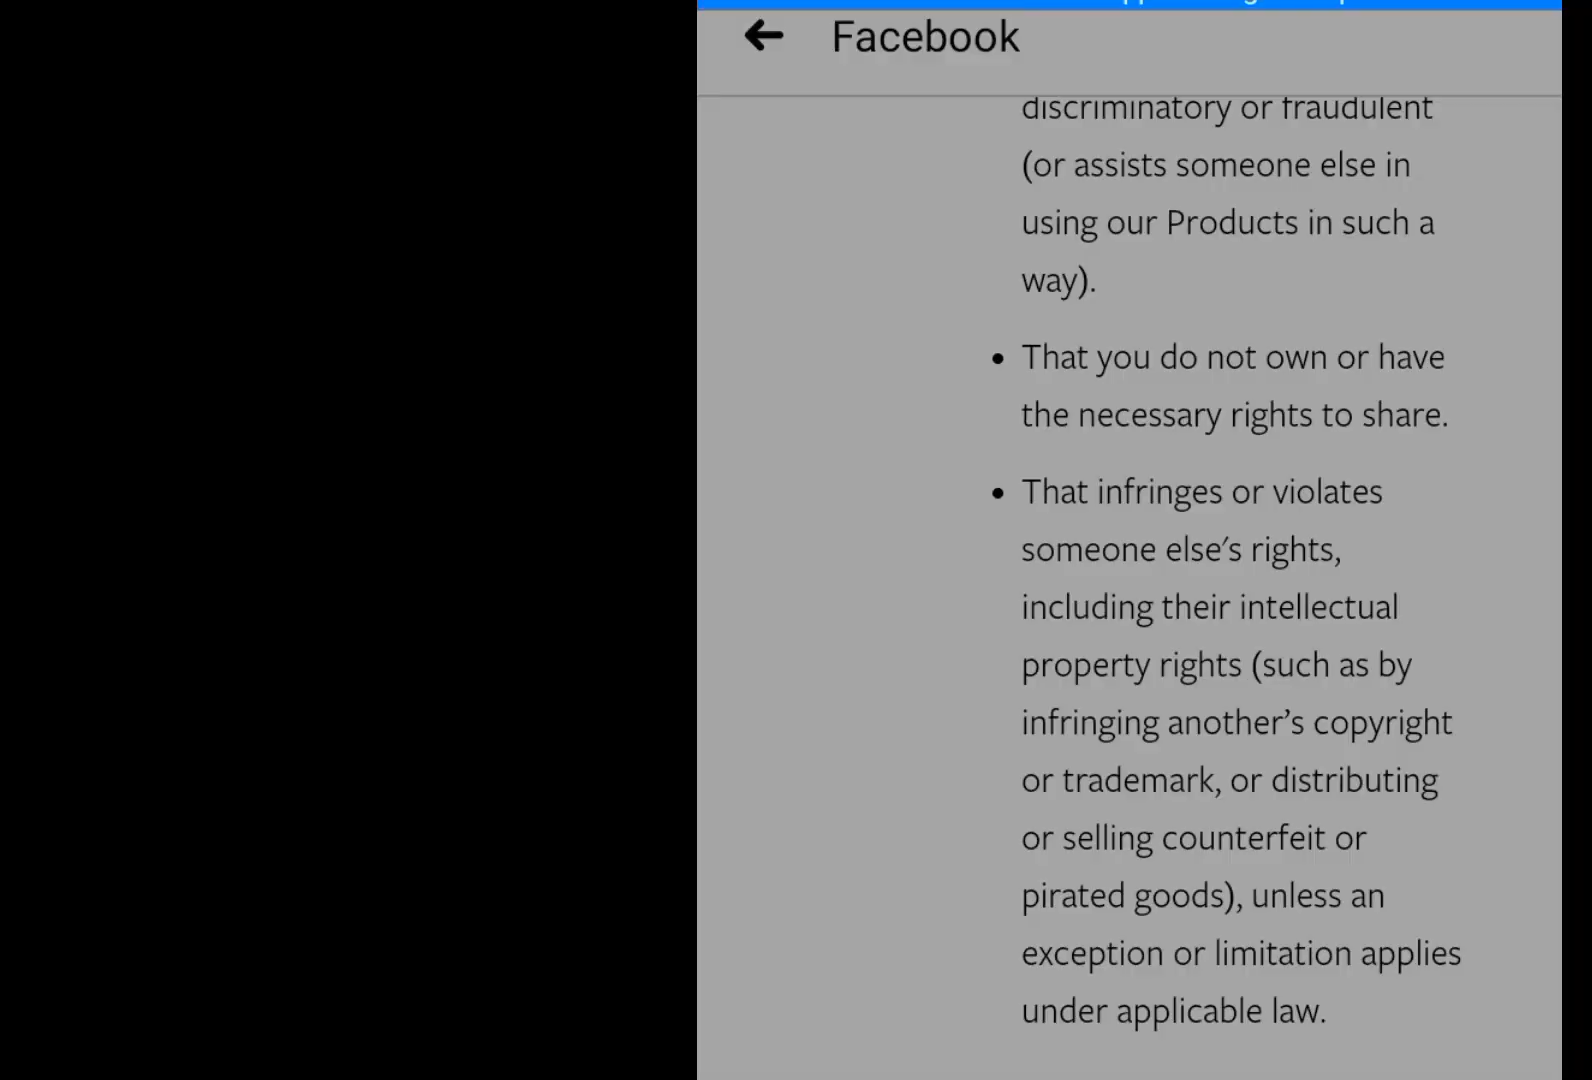 Facebook
discriminatory or fraudulent
(or assists someone else in
using our Products in such a
way).
• That you do not own or have
the necessary rights to share.
• That infringes or violates
someone else's rights,
including their intellectual
property rights (such as by
infringing another’s copyright
or trademark, or distributing
or selling counterfeit or
pirated goods), unless an
exception or limitation applies
under applicable law.